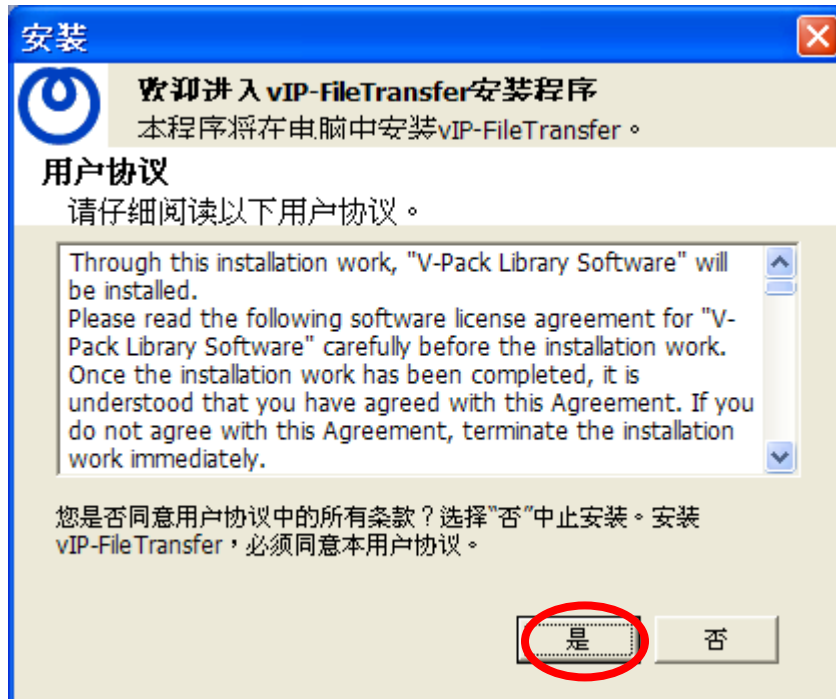 安装
欢迎进入vIP-FileTransfer安装程序
本程序将在电脑中安装vIP-FileTransfer。
用户协议
请仔细阅读以下用户协议。
Through this installation work, "V-Pack Library Software" will
be installed.
Please read the following software license agreement for "V-
Pack Library Software" carefully before the installation work.
Once the installation work has been completed, it is
understood that you have agreed with this Agreement. If you
do not agree with this Agreement, terminate the installation
work immediately.
您是否同意用户协议中的所有条款？选择"否"中止安装。安装
vIP-FileTransfer，必须同意本用户协议。
是
否